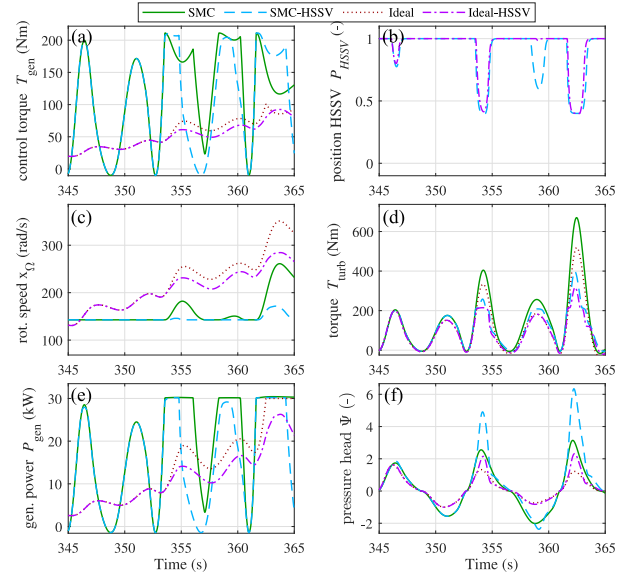 SMC SMC-HSSV Ideal Ideal-HSSV
(a)
control torque T_gen (Nm)
200
150
100
50
0
345 350 355 360 365
(b)
position HSSV P_HSSV (-)
1
0.5
0
345 350 355 360 365
(c)
rot. speed x_Ω (rad/s)
300
200
100
345 350 355 360 365
(d)
torque T_turb (Nm)
600
400
200
0
345 350 355 360 365
(e)
gen. power P_gen (kW)
30
20
10
0
345 350 355 360 365
Time (s)
(f)
pressure head Ψ (-)
6
4
2
0
-2
345 350 355 360 365
Time (s)